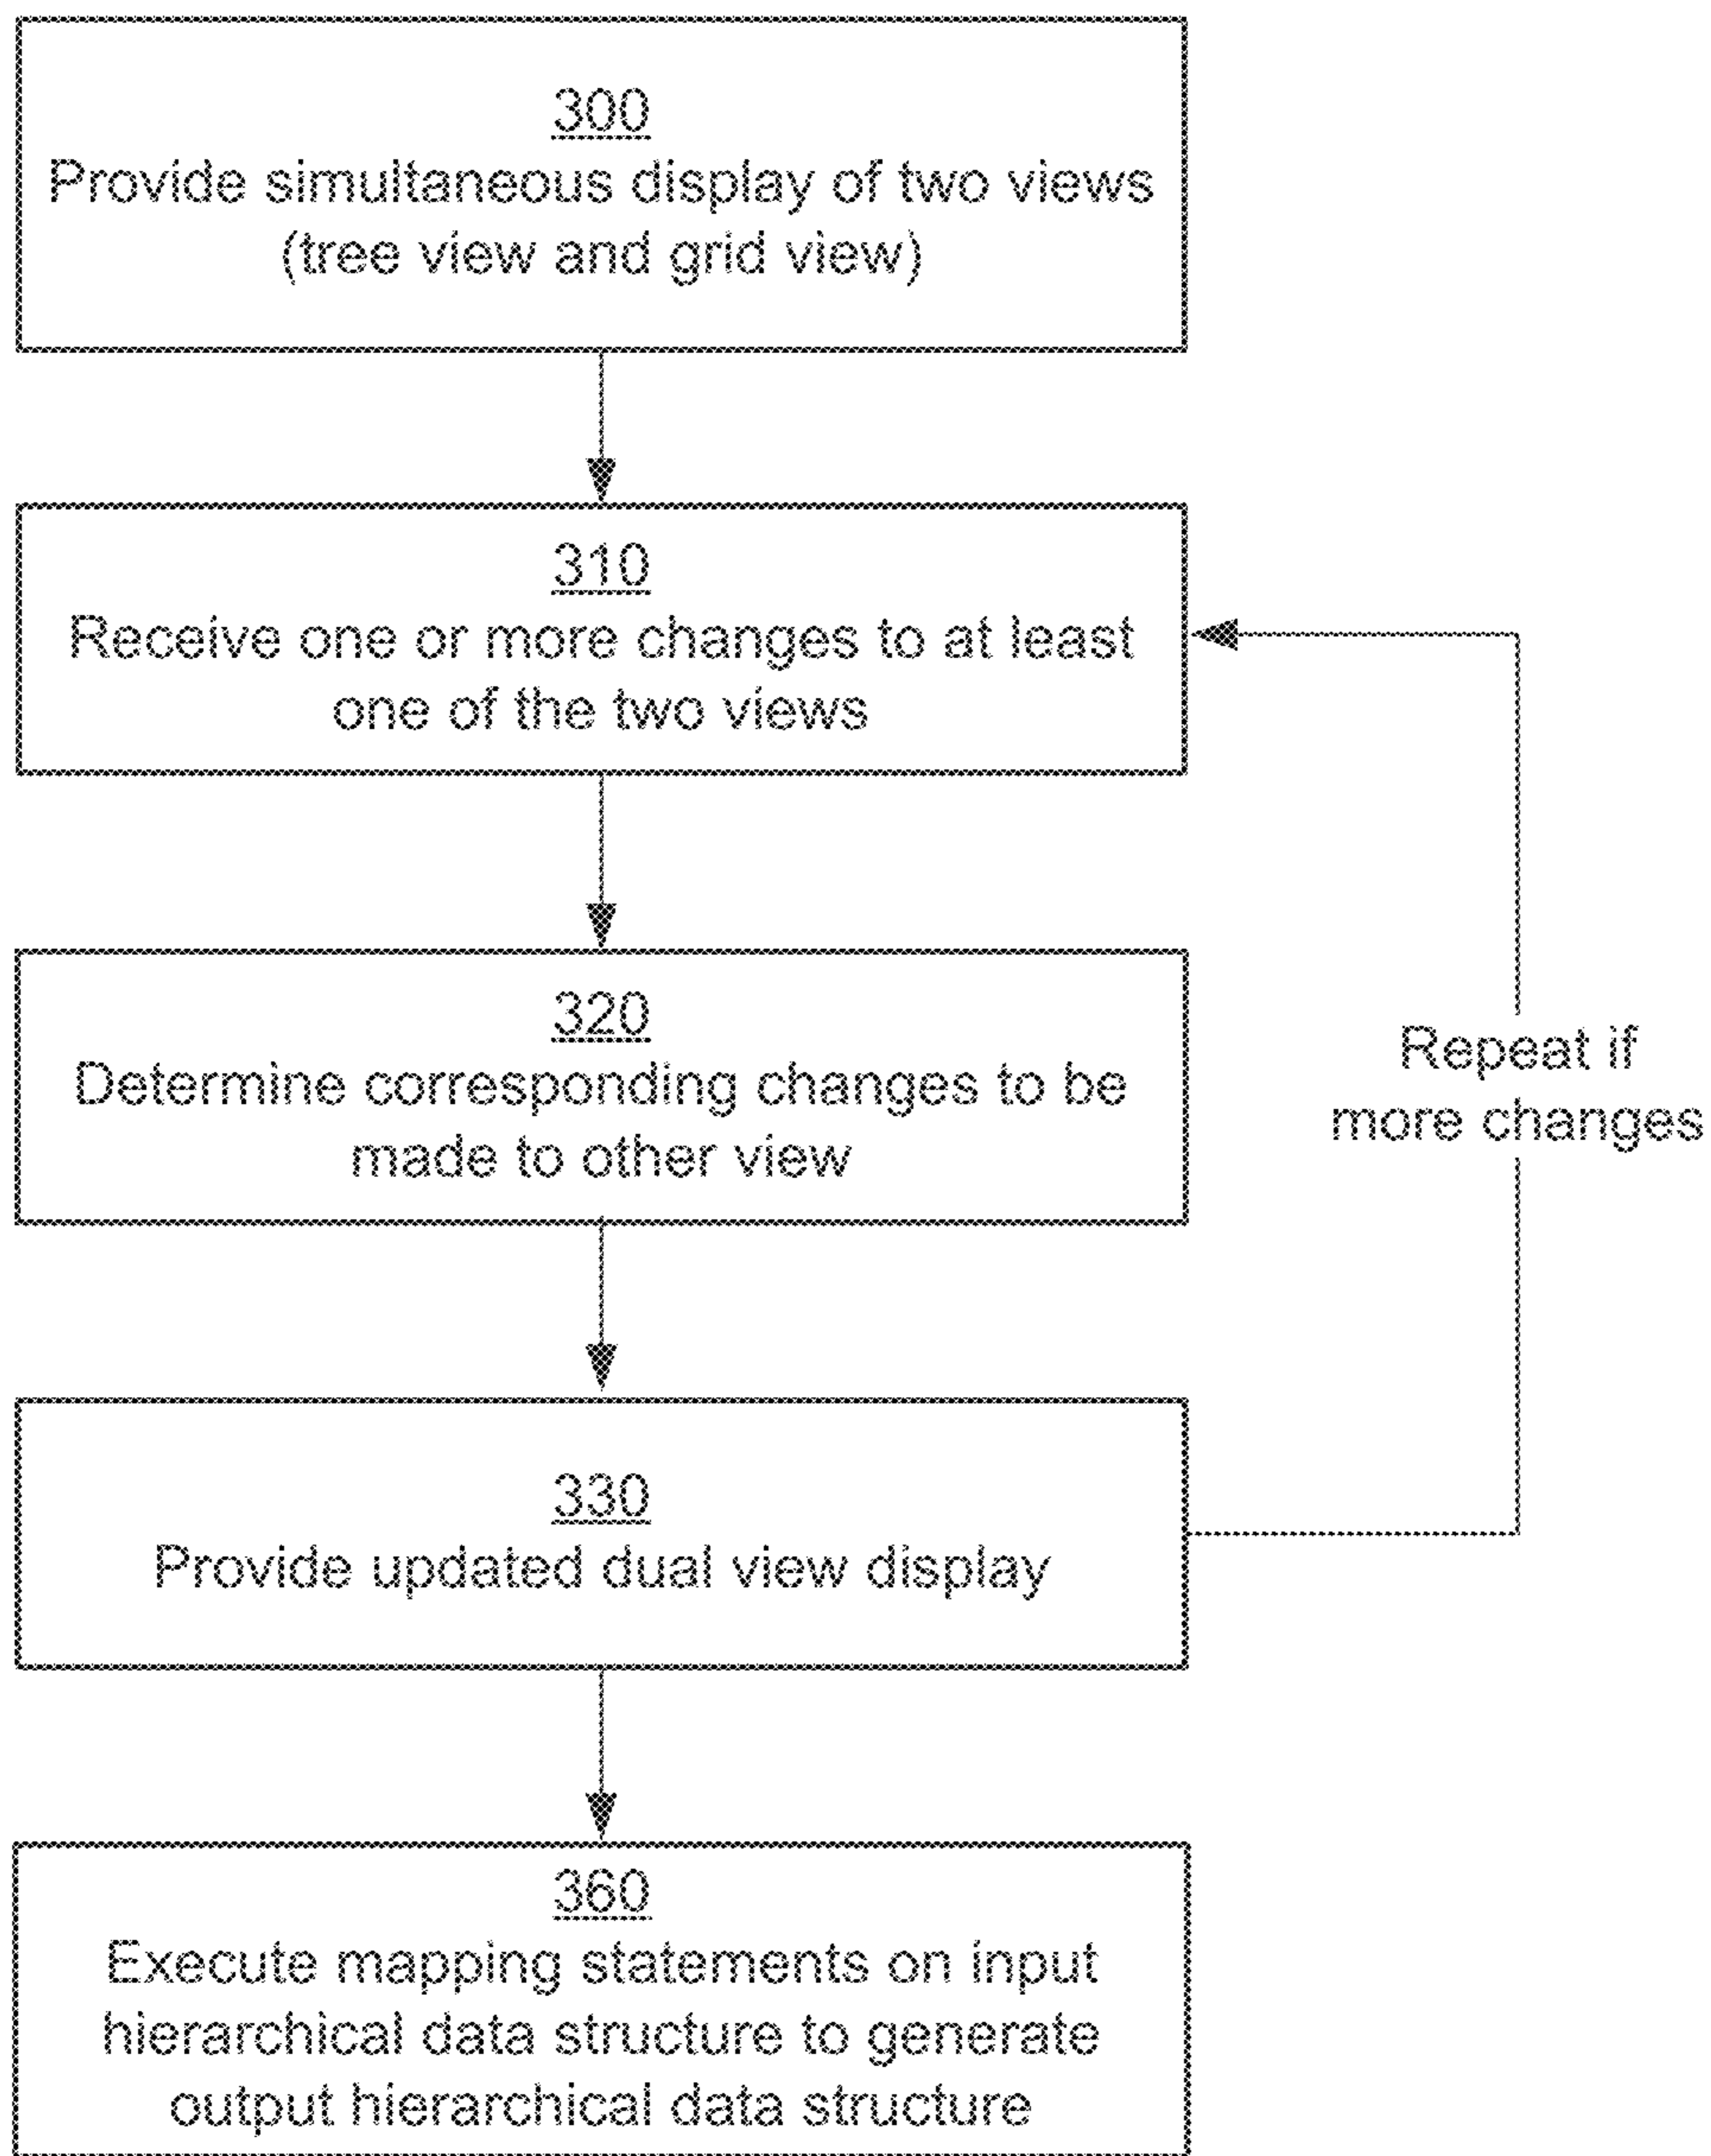 300
Provide simultaneous display of two views
(tree view and grid view)
310
Receive one or more changes to at least
one of the two views
320
Determine corresponding changes to be
made to other view
Repeat if
more changes
330
Provide updated dual view display
360
Execute mapping statements on input
hierarchical data structure to generate
output hierarchical data structure